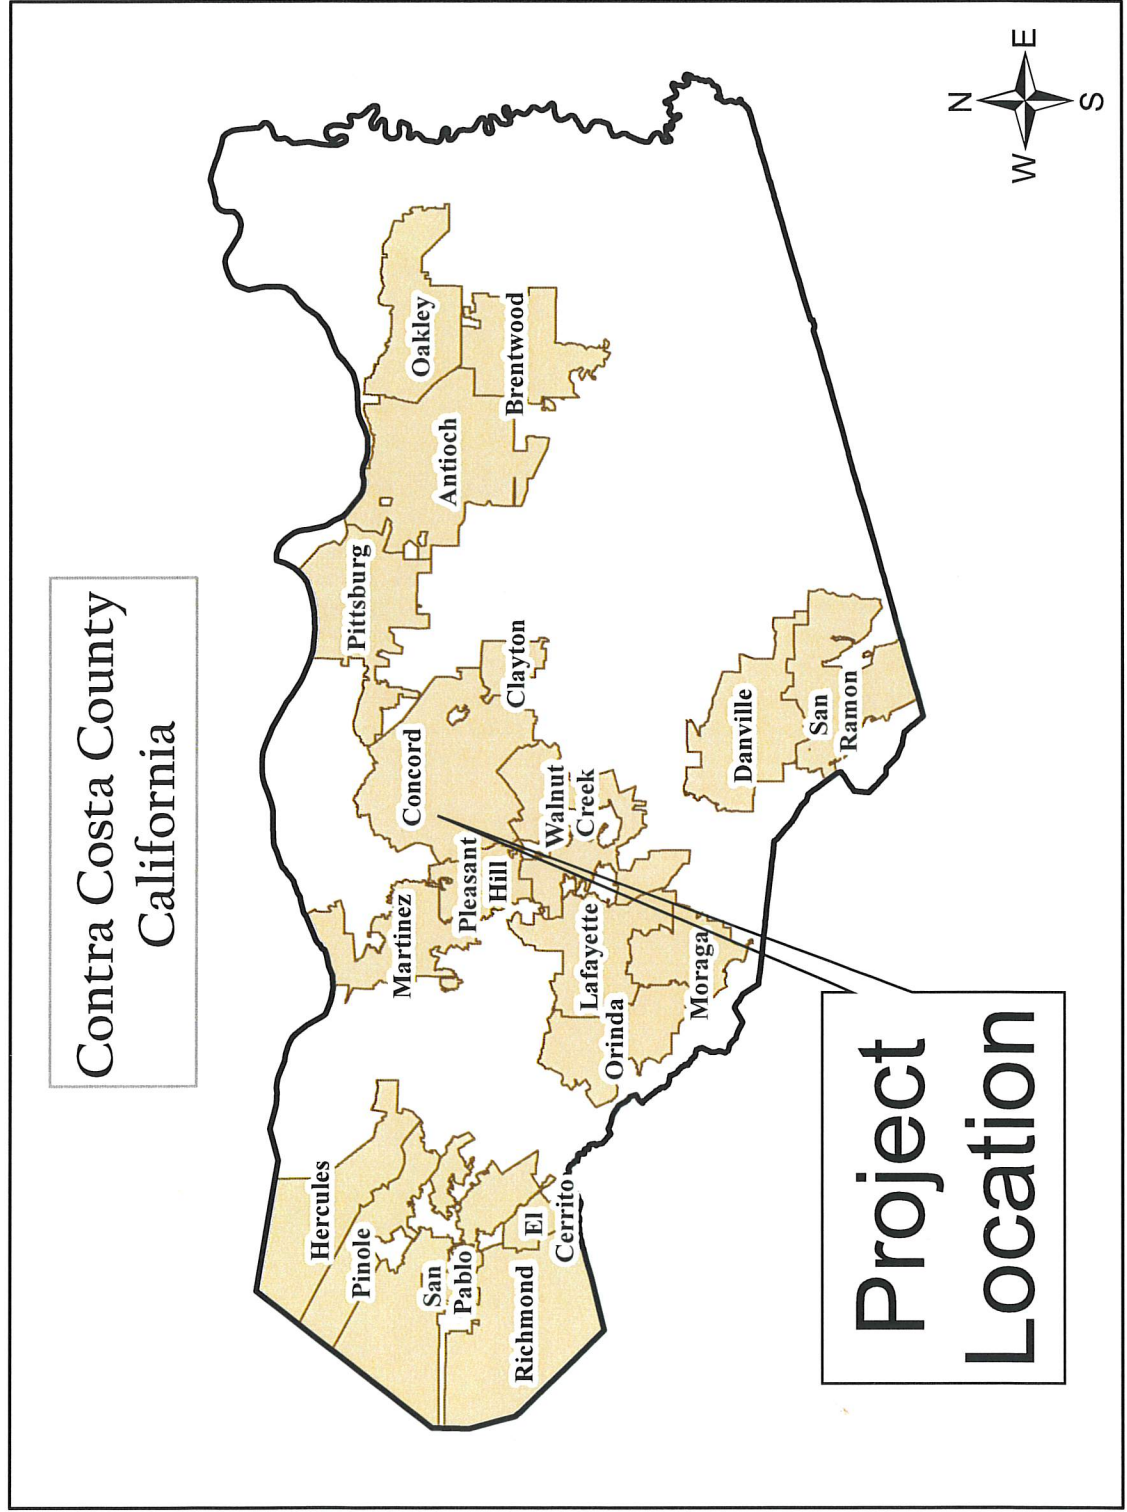 Contra Costa County
California
N
W
E
S
Hercules
Pinole
San
Pablo
Richmond
El
Cerrito
Martinez
Pleasant
Hill
Concord
Clayton
Walnut
Creek
Lafayette
Orinda
Moraga
Pittsburg
Antioch
Oakley
Brentwood
Danville
San
Ramon
Project
Location